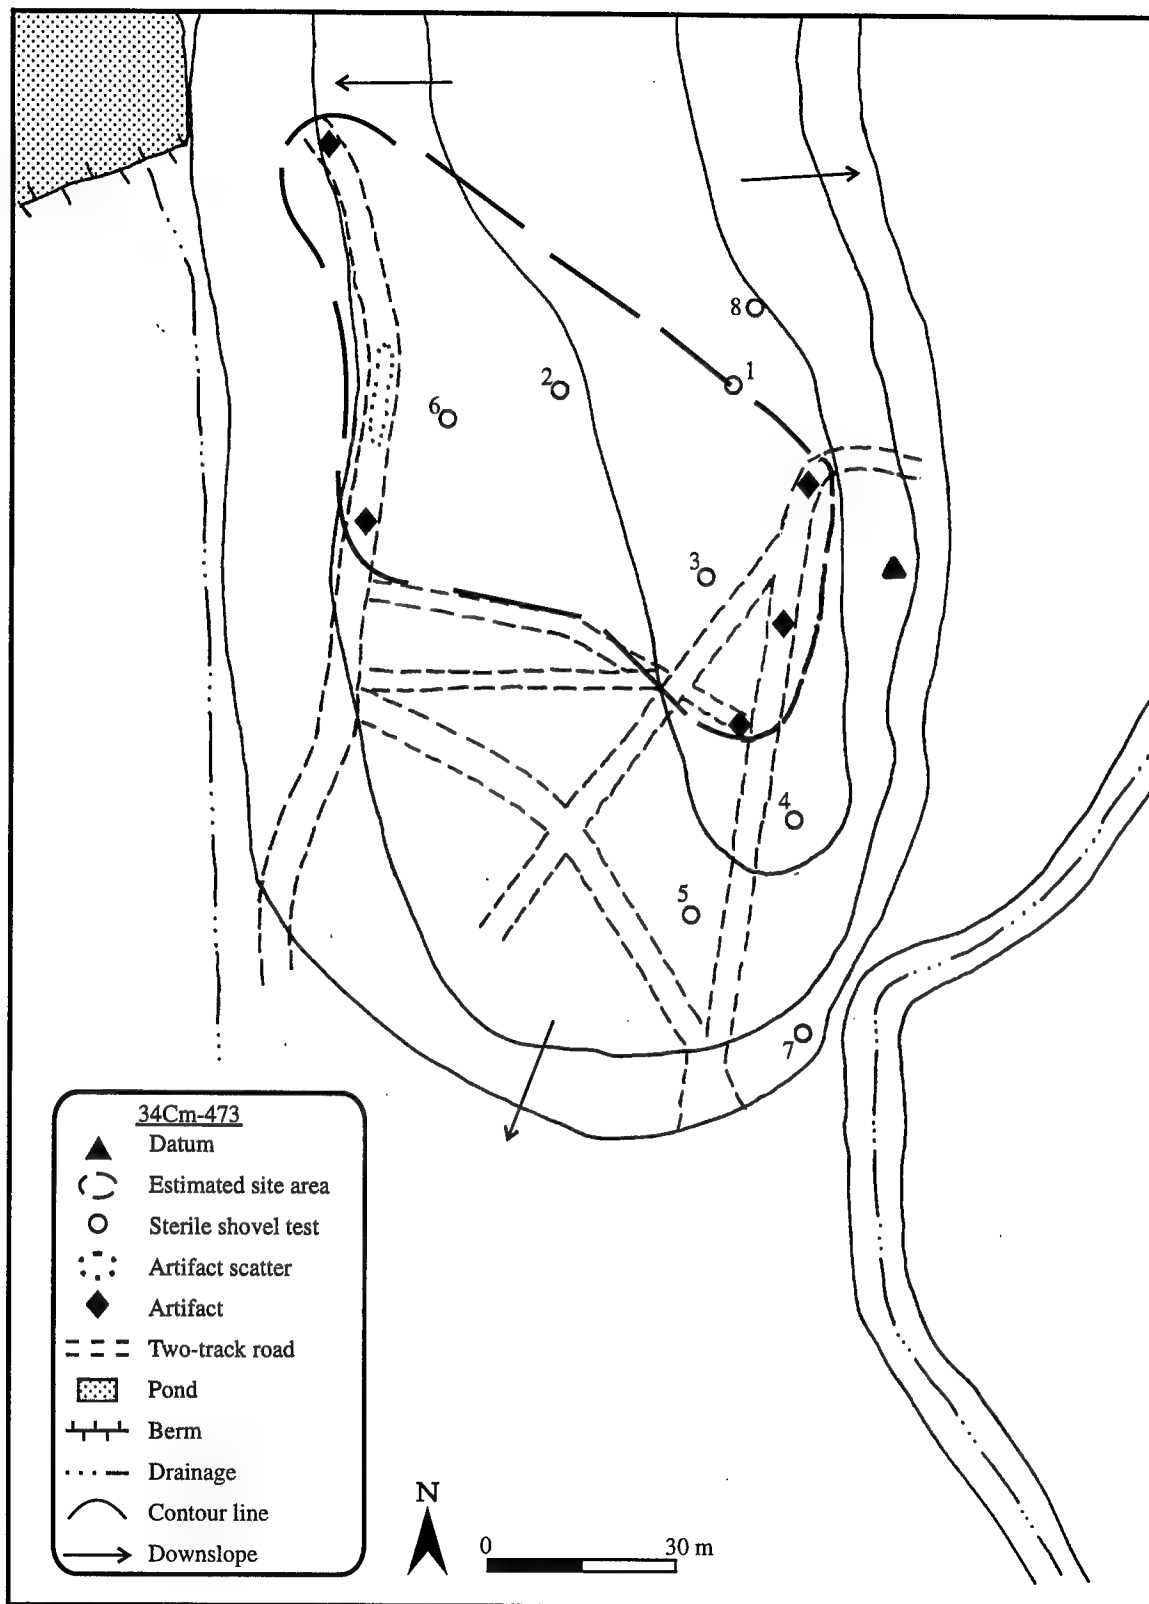 8
1
2
6
3
4
5
7
34Cm-473
Datum
Estimated site area
Sterile shovel test
Artifact scatter
Artifact
Two-track road
Pond
Berm
Drainage
Contour line
Downslope
N
0 30 m